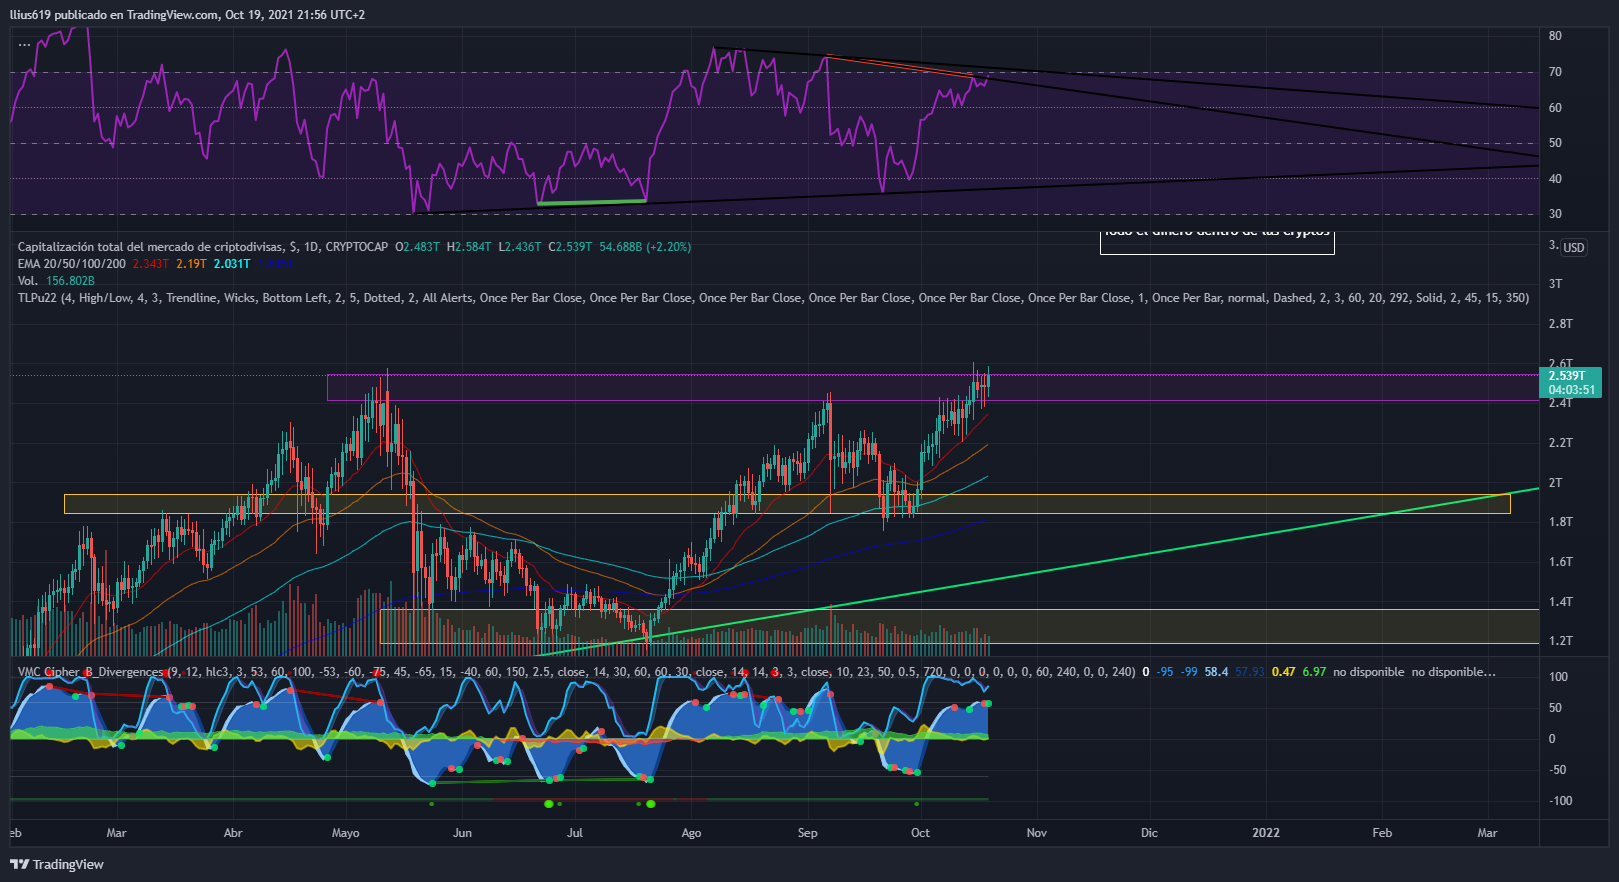 llius619 publicado en TradingView.com, Oct 19, 2021 21:56 UTC+2
...
80
70
60
50
40
30
Todo el dinero dentro de las cryptos
Capitalización total del mercado de criptodivisas, $, 1D, CRYPTOCAP O2.483T H2.584T L2.436T C2.539T 54.688B (+2.20%)
3. USD
EMA 20/50/100/200 2.343T 2.19T 2.031T
Vol. 156.802B
3T
TLPu22 (4, High/Low, 4, 3, Trendline, Wicks, Bottom Left, 2, 5, Dotted, 2, All Alerts, Once Per Bar Close, Once Per Bar Close, Once Per Bar Close, Once Per Bar Close, Once Per Bar Close, Once Per Bar Close, 1, Once Per Bar, normal, Dashed, 2, 3, 60, 20, 292, Solid, 2, 45, 15, 350)
2.8T
2.6T
2.539T
04:03:51
2.4T
2.2T
2T
1.8T
1.6T
1.4T
1.2T
VMC Cipher_B_Divergences (9, 12, hlc3, 3, 53, 60, 100, -53, -60, -75, 45, -65, 15, -40, 60, 150, 2.5, close, 14, 30, 60, 60, 30, close, 14, 14, 3, 3, close, 10, 23, 50, 0.5, 720, 0, 0, 0, 0, 0, 0, 60, 240, 0, 0, 240) 0 -95 -99 58.4 57.93 0.47 6.97 no disponible no disponible...
100
50
0
-50
-100
eb Mar Abr Mayo Jun Jul Ago Sep Oct Nov Dic 2022 Feb Mar
TradingView